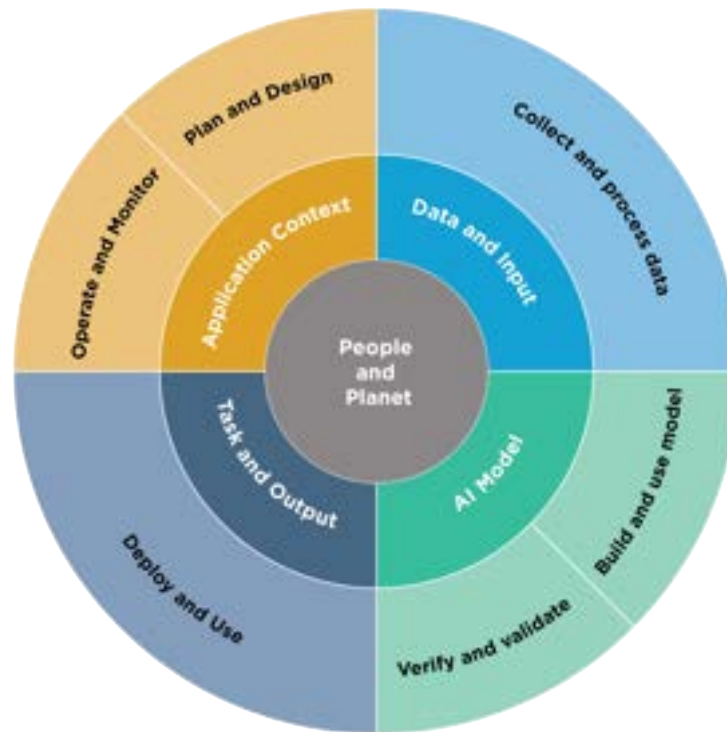 Plan and Design
Collect and process data
Operate and Monitor
Application Context
Data and Input
People
and
Planet
Task and Output
AI Model
Build and use model
Deploy and Use
Verify and validate